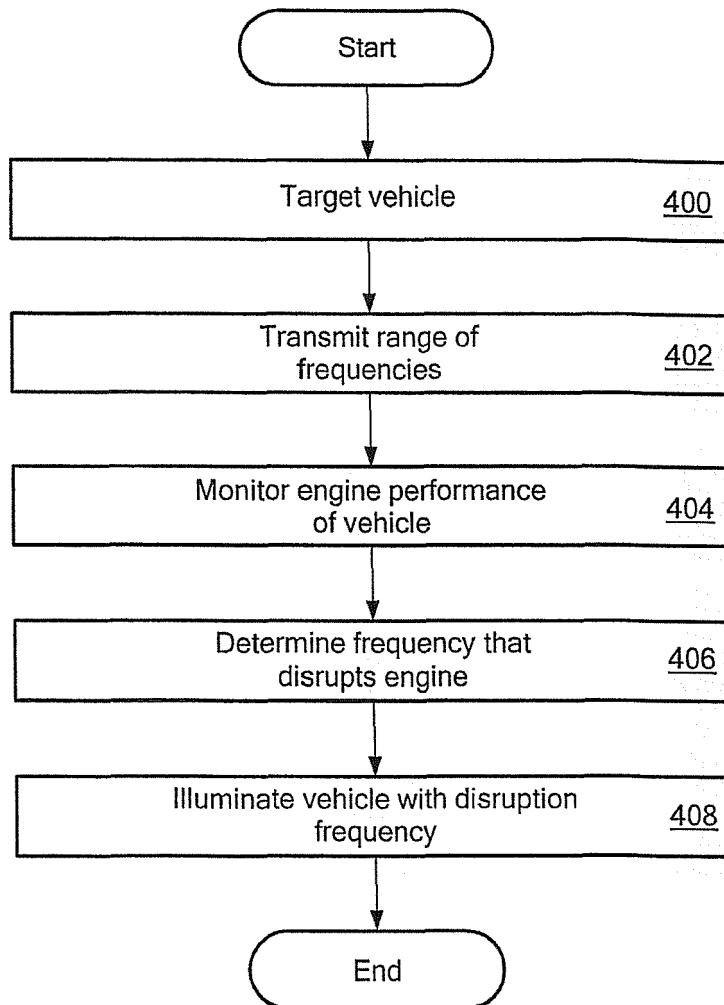 Start
Target vehicle
400
Transmit range of
frequencies
402
Monitor engine performance
of vehicle
404
Determine frequency that
disrupts engine
406
Illuminate vehicle with disruption
frequency
408
End